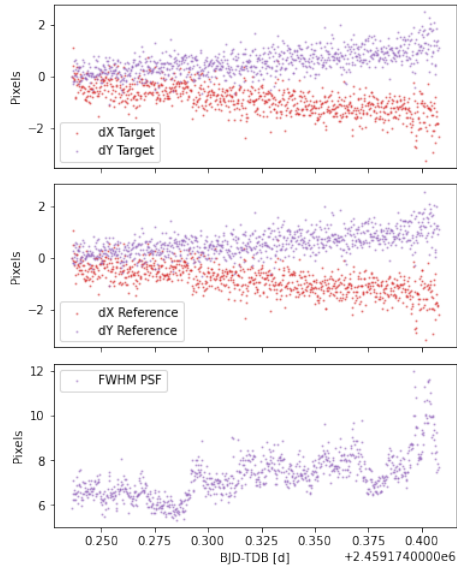 2
0
−2
Pixels
dX Target
dY Target
2
0
−2
Pixels
dX Reference
dY Reference
12
10
8
6
Pixels
FWHM PSF
0.250 0.275 0.300 0.325 0.350 0.375 0.400
BJD-TDB [d] +2.4591740000e6